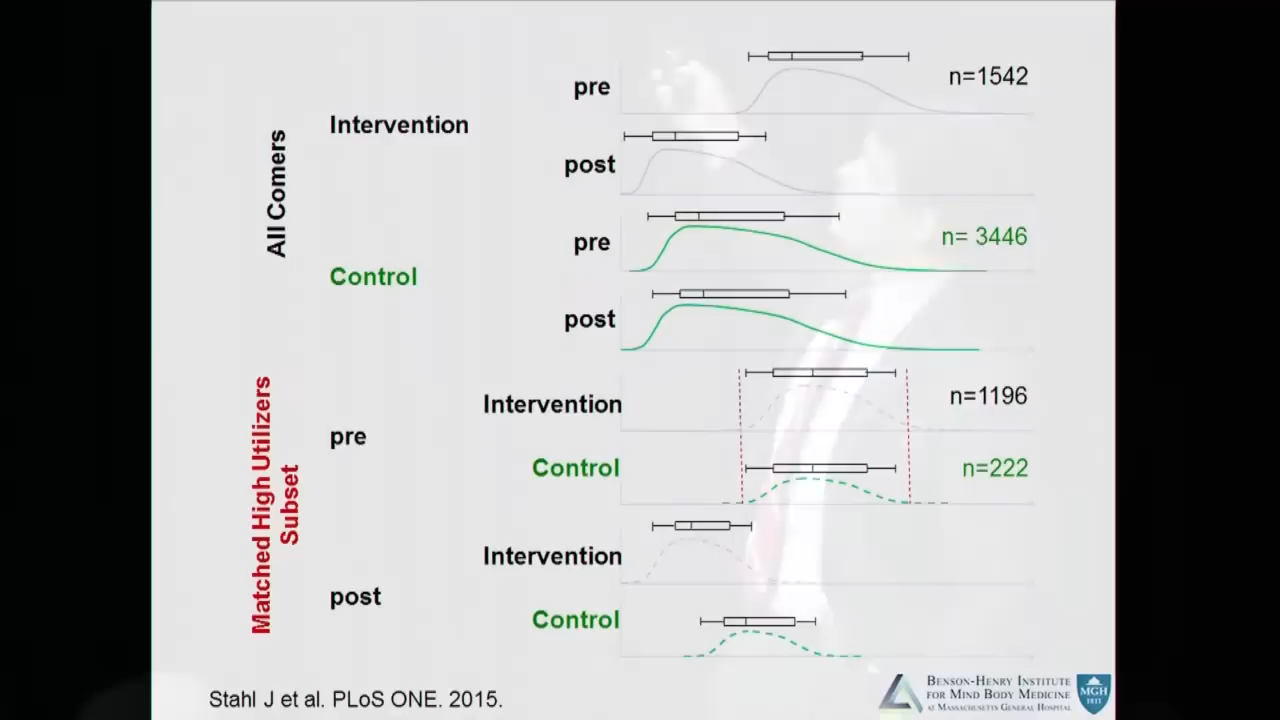 pre
n=1542
Intervention
post
All Comers
pre
n= 3446
Control
post
Intervention
n=1196
pre
Control
n=222
Matched High Utilizers
Subset
Intervention
post
Control
Stahl J et al. PLoS ONE. 2015.
BENSON-HENRY INSTITUTE
FOR MIND BODY MEDICINE
AT MASSACHUSETTS GENERAL HOSPITAL
MGH
1811